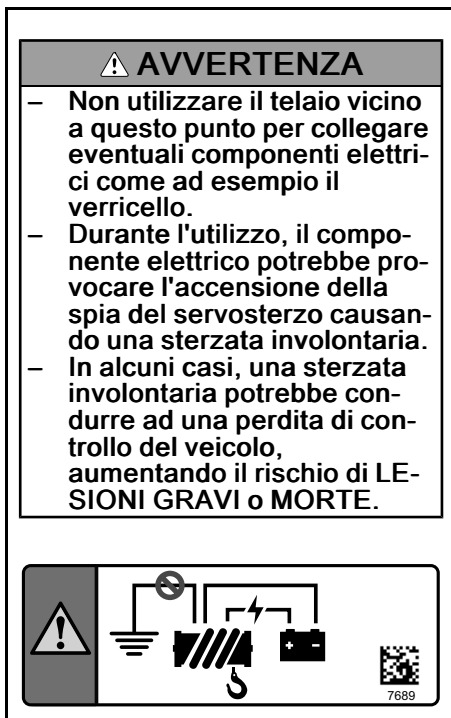 ⚠ AVVERTENZA
– Non utilizzare il telaio vicino
a questo punto per collegare
eventuali componenti elettri-
ci come ad esempio il
verricello.
– Durante l'utilizzo, il compo-
nente elettrico potrebbe pro-
vocare l'accensione della
spia del servosterzo causan-
do una sterzata involontaria.
– In alcuni casi, una sterzata
involontaria potrebbe con-
durre ad una perdita di con-
trollo del veicolo,
aumentando il rischio di LE-
SIONI GRAVI o MORTE.
+ -
7689